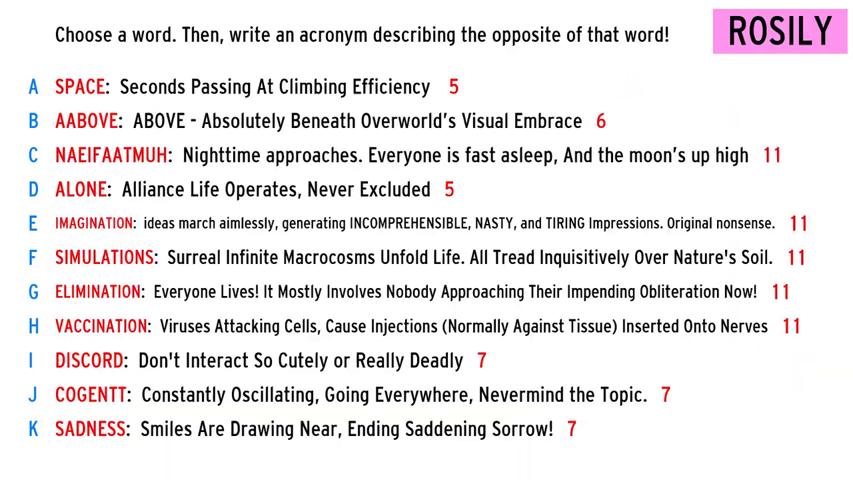 Choose a word. Then, write an acronym describing the opposite of that word!
ROSILY
A SPACE: Seconds Passing At Climbing Efficiency 5
B AABOVE: ABOVE - Absolutely Beneath Overworld's Visual Embrace 6
C NAEIFAATMUH: Nighttime approaches. Everyone is fast asleep, And the moon's up high 11
D ALONE: Alliance Life Operates, Never Excluded 5
E IMAGINATION: ideas march aimlessly, generating INCOMPREHENSIBLE, NASTY, and TIRING Impressions. Original nonsense. 11
F SIMULATIONS: Surreal Infinite Macrocosms Unfold Life. All Tread Inquisitively Over Nature's Soil. 11
G ELIMINATION: Everyone Lives! It Mostly Involves Nobody Approaching Their Impending Obliteration Now! 11
H VACCINATION: Viruses Attacking Cells, Cause Injections (Normally Against Tissue) Inserted Onto Nerves 11
I DISCORD: Don't Interact So Cutely or Really Deadly 7
J COGENTT: Constantly Oscillating, Going Everywhere, Nevermind the Topic. 7
K SADNESS: Smiles Are Drawing Near, Ending Saddening Sorrow! 7